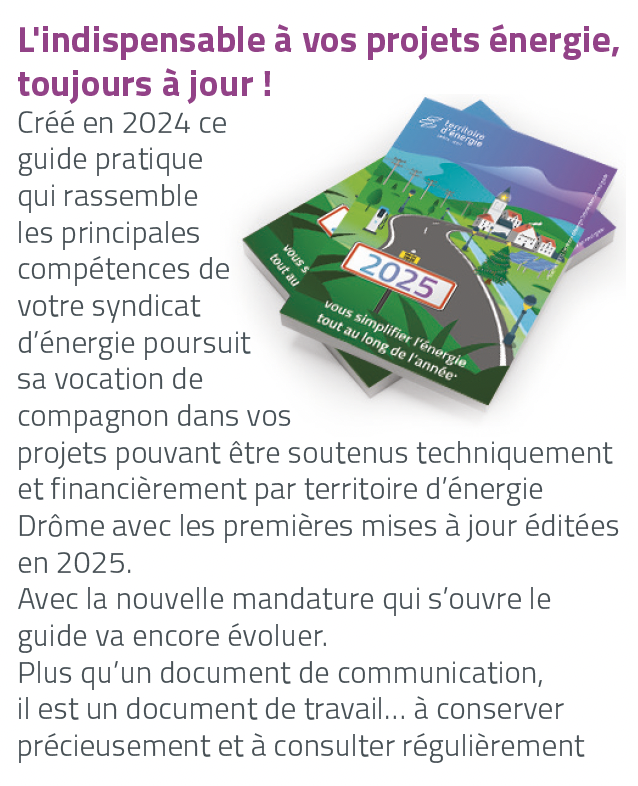 L'indispensable à vos projets énergie,
toujours à jour !
Créé en 2024 ce
guide pratique
qui rassemble
les principales
compétences de
votre syndicat
d’énergie poursuit
sa vocation de
compagnon dans vos
projets pouvant être soutenus techniquement
et financièrement par territoire d’énergie
Drôme avec les premières mises à jour éditées
en 2025.
Avec la nouvelle mandature qui s’ouvre le
guide va encore évoluer.
Plus qu’un document de communication,
il est un document de travail... à conserver
précieusement et à consulter régulièrement
territoire
d'énergie
2025
vous simplifier l'énergie
tout au long de l'année*
vous s
tout au